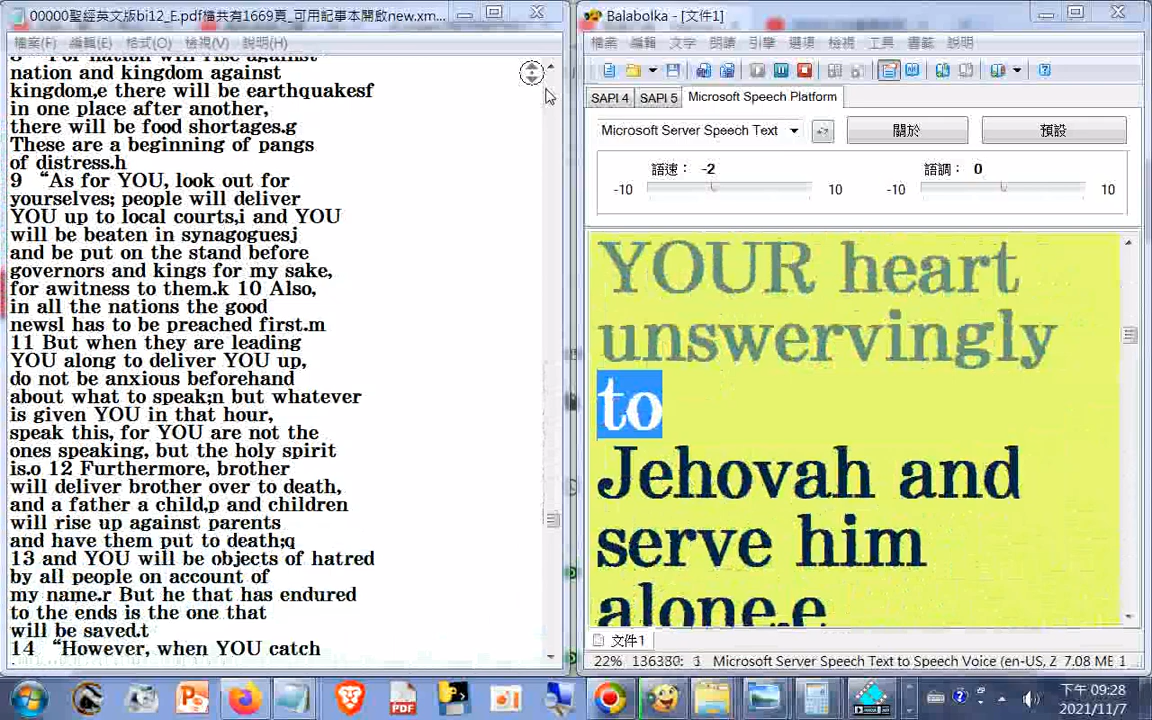 00000聖經英文版bi12_E.pdf檔共有1669頁_可用記事本開啟new.xm...
檔案(F) 編輯(E) 格式(O) 檢視(V) 說明(H)
8 “For nation will rise against
nation and kingdom against
kingdom,e there will be earthquakesf
in one place after another,
there will be food shortages.g
These are a beginning of pangs
of distress.h
9 “As for YOU, look out for
yourselves; people will deliver
YOU up to local courts,i and YOU
will be beaten in synagoguesj
and be put on the stand before
governors and kings for my sake,
for awitness to them.k 10 Also,
in all the nations the good
newsl has to be preached first.m
11 But when they are leading
YOU along to deliver YOU up,
do not be anxious beforehand
about what to speak;n but whatever
is given YOU in that hour,
speak this, for YOU are not the
ones speaking, but the holy spirit
is.o 12 Furthermore, brother
will deliver brother over to death,
and a father a child,p and children
will rise up against parents
and have them put to death;q
13 and YOU will be objects of hatred
by all people on account of
my name.r But he that has endured
to the ends is the one that
will be saved.t
14 “However, when YOU catch
Balabolka - [文件1]
檔案 編輯 文字 朗讀 引擎 選項 檢視 工具 書籤 說明
SAPI 4 SAPI 5 Microsoft Speech Platform
Microsoft Server Speech Text 關於 預設
語速： -2 語調： 0
-10 10 -10 10
YOUR heart
unswervingly
to
Jehovah and
serve him
alone,e
文件1
22% 136380: 1 Microsoft Server Speech Text to Speech Voice (en-US, Z 7.08 ME 1
PDF
下午 09:28
2021/11/7